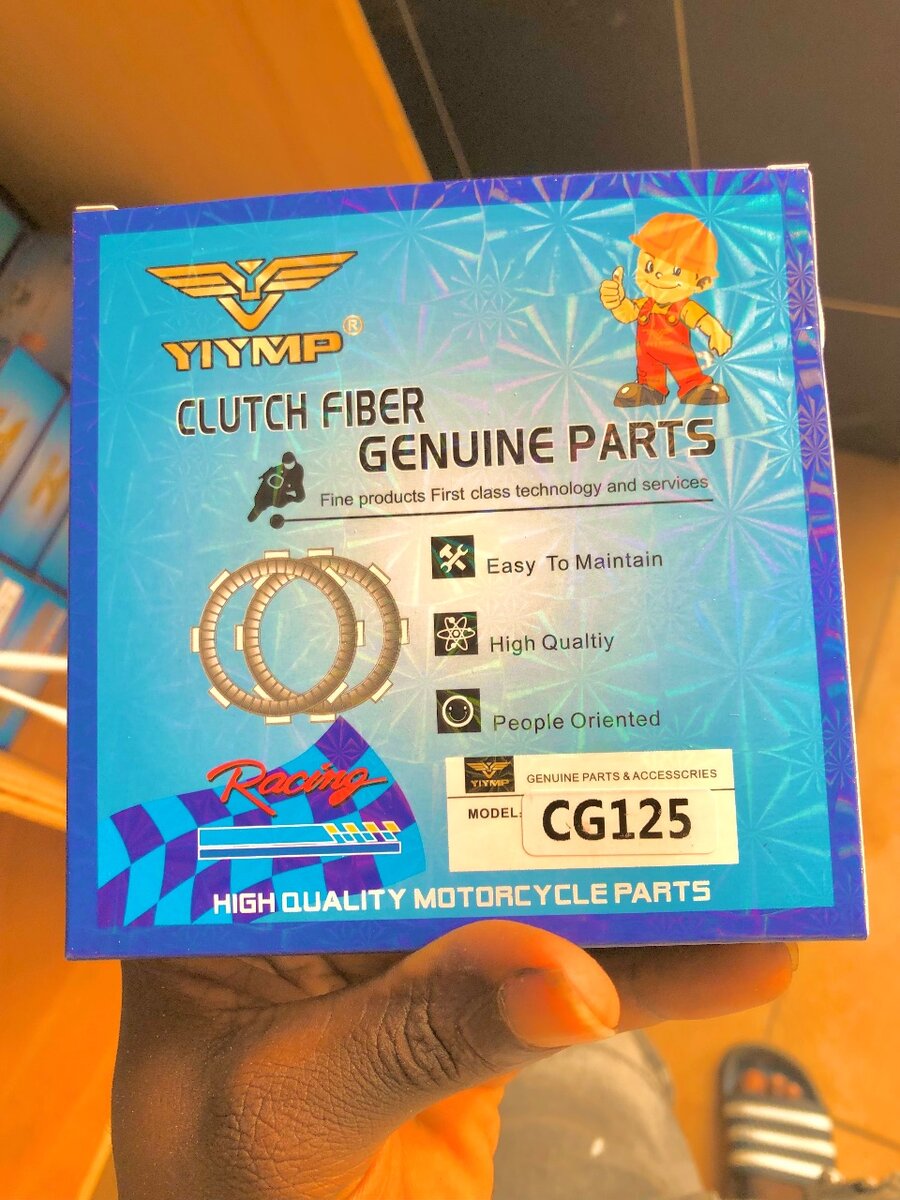 YIYMP®
CLUTCH FIBER
GENUINE PARTS
Fine products First class technology and services
Easy To Maintain
High Qualtiy
People Oriented
Racing
YIYMP
GENUINE PARTS & ACCESSCRIES
MODEL:
CG125
HIGH QUALITY MOTORCYCLE PARTS